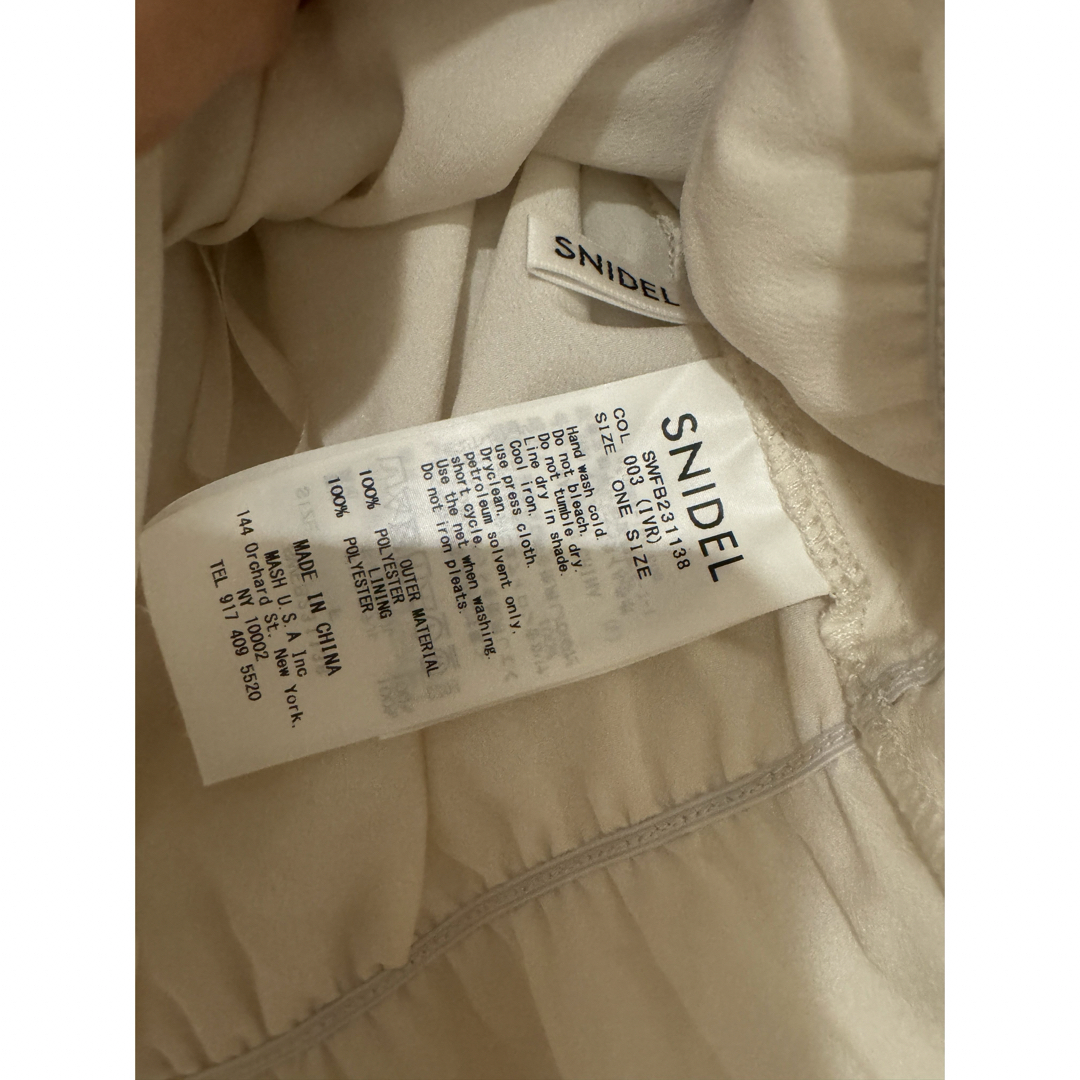 SNIDEL
SNIDEL
SWFB231138
COL 003 (IVR)
SIZE ONE SIZE
Hand wash cold.
Do not bleach.
Do not tumble dry.
Line dry in shade.
Cool iron.
use press cloth.
Dryclean.
petroleum solvent only.
short cycle.
Use the net when washing.
Do not iron pleats.
OUTER MATERIAL
100% POLYESTER
LINING
100% POLYESTER
MADE IN CHINA
MASH U.S.A Inc
144 Orchard St. New York,
NY 10002
TEL 917 409 5520